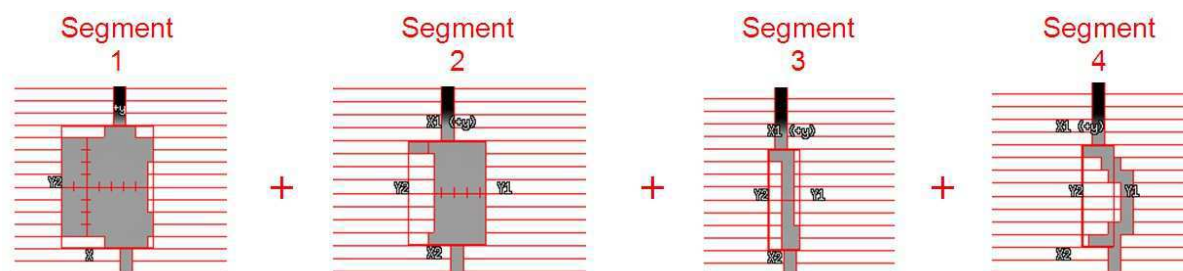 Segment
1
Segment
2
Segment
3
Segment
4
+y
Y2
X
+
X1 (+y)
Y2
Y1
X2
+
X1 (+y)
Y2
Y1
X2
+
X1 (+y)
Y2
Y1
X2